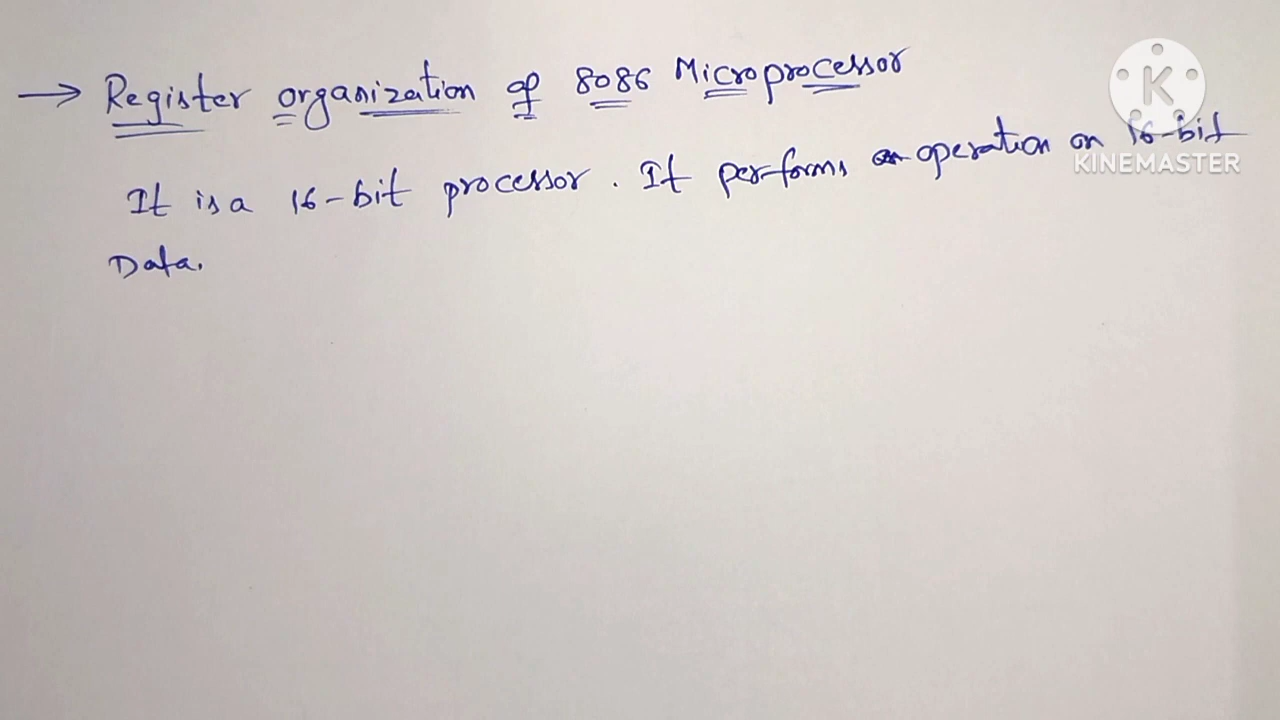 → Register organization of 8086 Microprocessor
It is a 16-bit processor. It performs operation on 16-bit
Data.
K
KINEMASTER